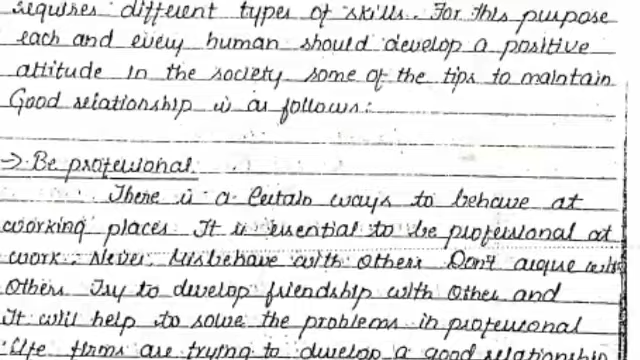 requires different types of skills. For this purpose
each and every human should develop a positive
attitude in the society some of the tips to maintain
Good relationship is as follows:
→ Be professional.
There is a certain ways to behave at
working places. It is essential to be professional at
work. Never. Misbehave with others Don't argue with
others Try to develop friendship with other and
It will help to solve the problems in professional
life firms are trying to develop a good relationship